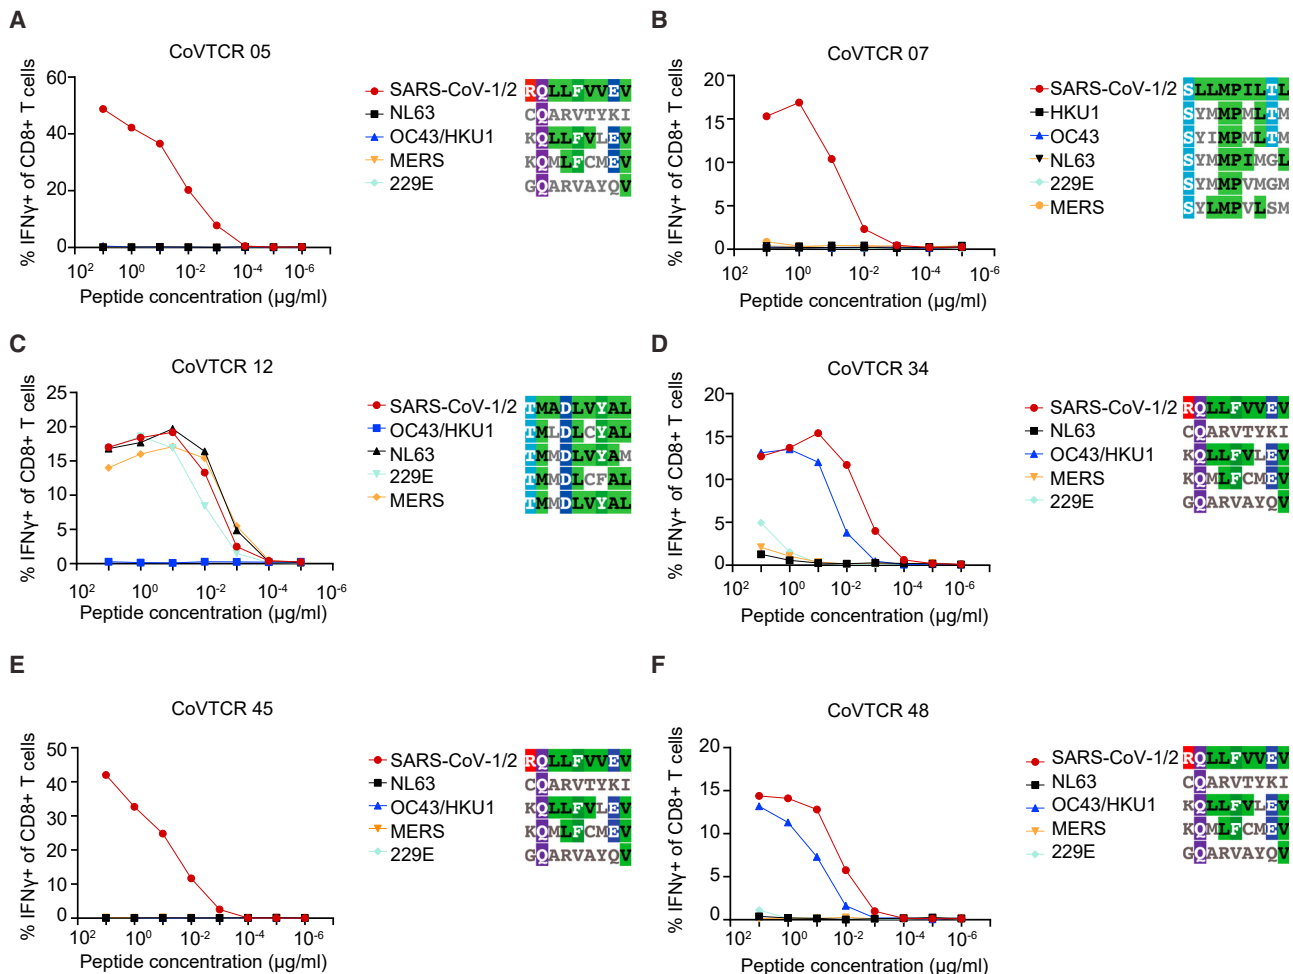 A
CoVTCR 05
% IFNγ+ of CD8+ T cells
60
40
20
0
10² 10⁰ 10⁻² 10⁻⁴ 10⁻⁶
Peptide concentration (µg/ml)
SARS-CoV-1/2 RQLLFVVEV
NL63 CQARVTYKI
OC43/HKU1 KQLLFVLEV
MERS KQMLFCMEV
229E GQARVAYQV
B
CoVTCR 07
% IFNγ+ of CD8+ T cells
20
15
10
5
0
10² 10⁰ 10⁻² 10⁻⁴ 10⁻⁶
Peptide concentration (µg/ml)
SARS-CoV-1/2 SLLMPILTL
HKU1 SYMMPMLTM
OC43 SYIMPMLTM
NL63 SYMMPIMGL
229E SYMMPVMGM
MERS SYLMPVLSM
C
CoVTCR 12
% IFNγ+ of CD8+ T cells
25
20
15
10
5
0
10² 10⁰ 10⁻² 10⁻⁴ 10⁻⁶
Peptide concentration (µg/ml)
SARS-CoV-1/2 TMADLVYAL
OC43/HKU1 TMLDLCYAL
NL63 TMMDLVYAM
229E TMMDLCFAL
MERS TMMDLVYAL
D
CoVTCR 34
% IFNγ+ of CD8+ T cells
20
15
10
5
0
10² 10⁰ 10⁻² 10⁻⁴ 10⁻⁶
Peptide concentration (µg/ml)
SARS-CoV-1/2 RQLLFVVEV
NL63 CQARVTYKI
OC43/HKU1 KQLLFVLEV
MERS KQMLFCMEV
229E GQARVAYQV
E
CoVTCR 45
% IFNγ+ of CD8+ T cells
50
40
30
20
10
0
10² 10⁰ 10⁻² 10⁻⁴ 10⁻⁶
Peptide concentration (µg/ml)
SARS-CoV-1/2 RQLLFVVEV
NL63 CQARVTYKI
OC43/HKU1 KQLLFVLEV
MERS KQMLFCMEV
229E GQARVAYQV
F
CoVTCR 48
% IFNγ+ of CD8+ T cells
20
15
10
5
0
10² 10⁰ 10⁻² 10⁻⁴ 10⁻⁶
Peptide concentration (µg/ml)
SARS-CoV-1/2 RQLLFVVEV
NL63 CQARVTYKI
OC43/HKU1 KQLLFVLEV
MERS KQMLFCMEV
229E GQARVAYQV